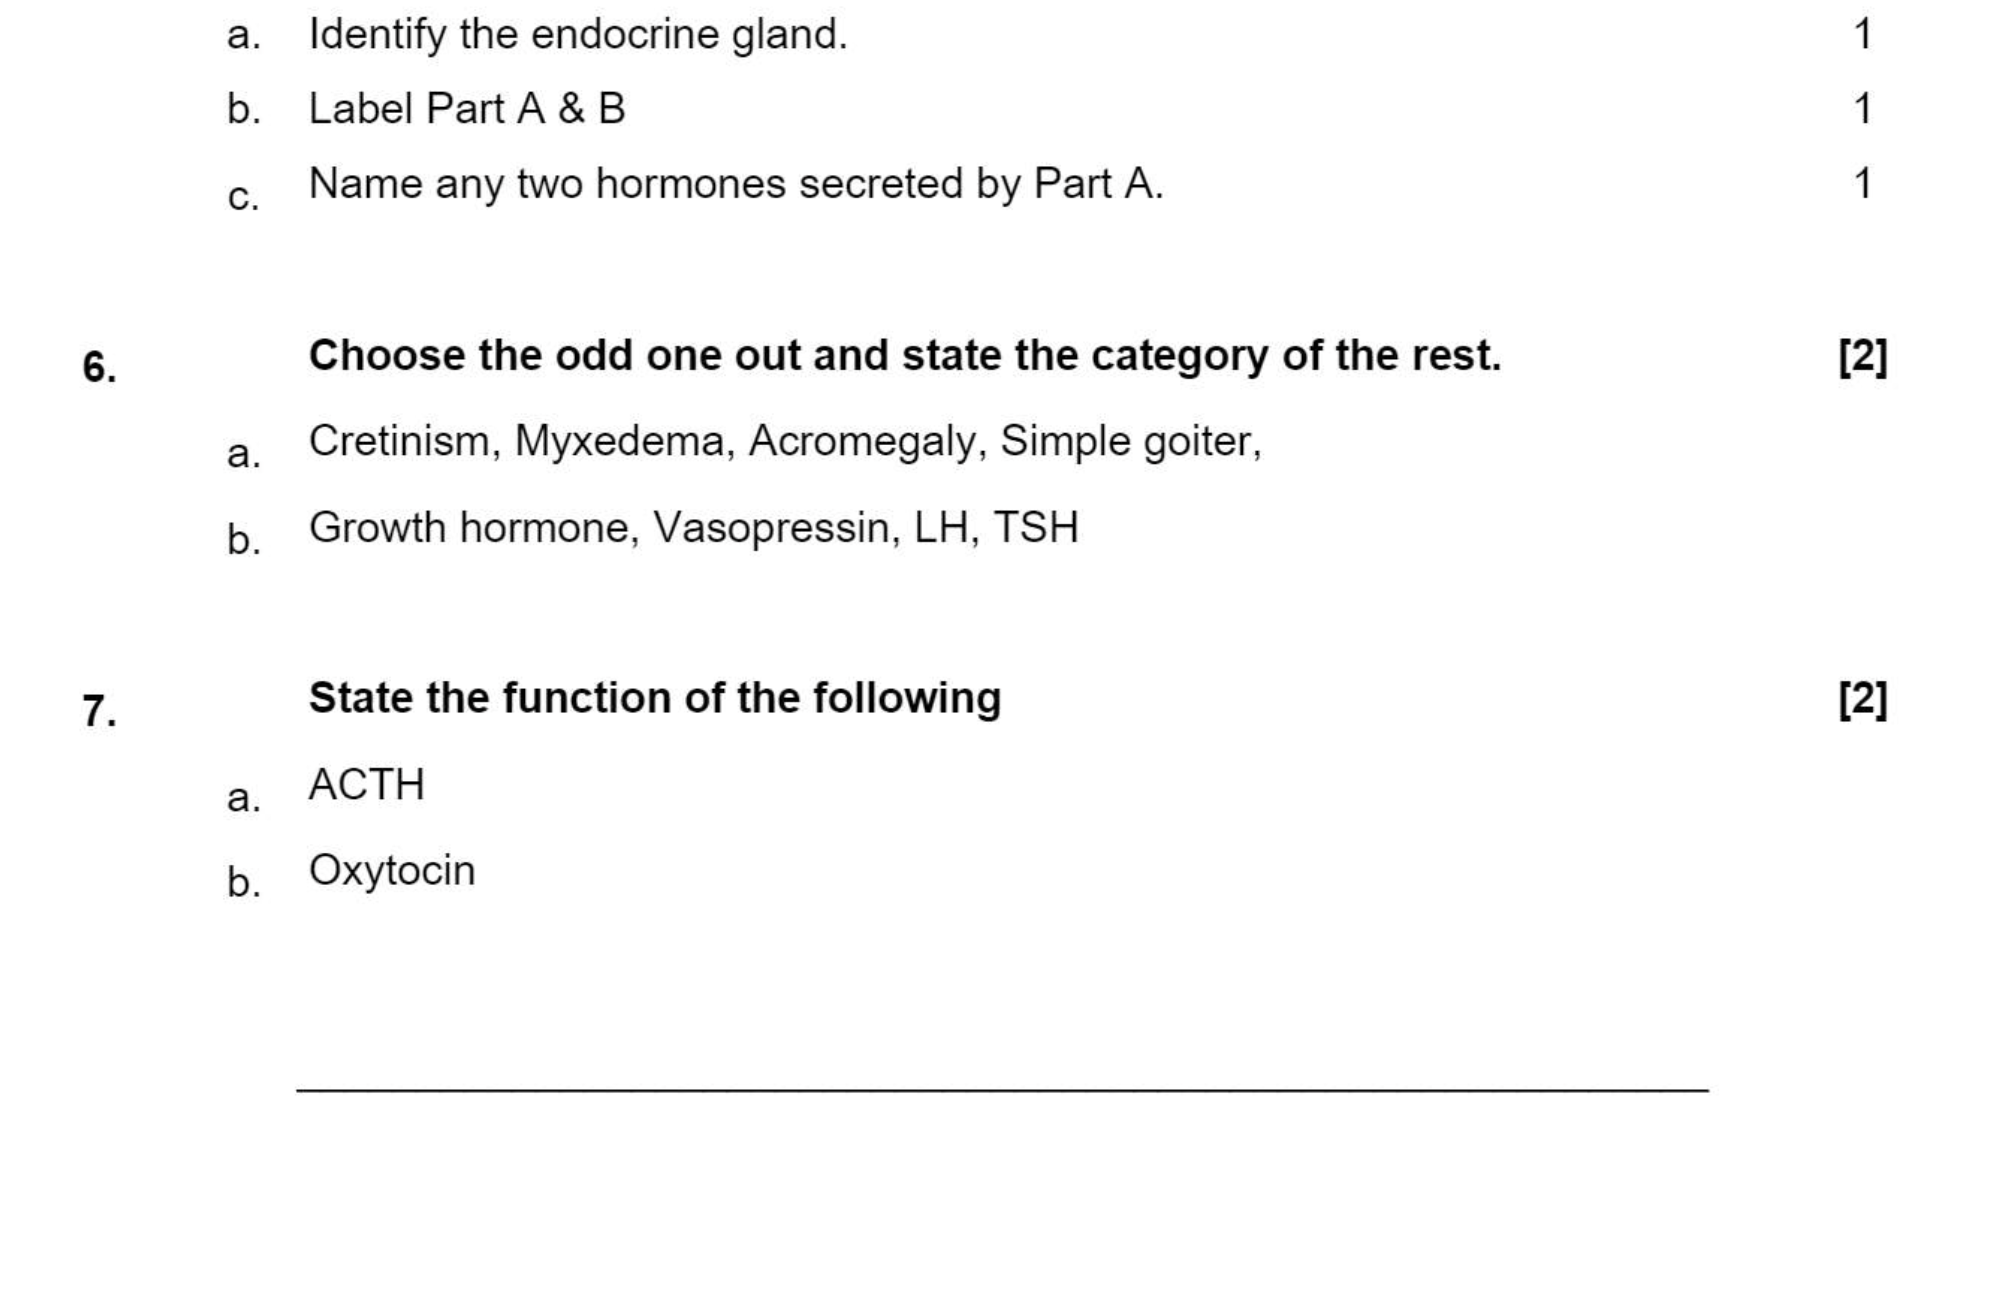 a. Identify the endocrine gland. 1
b. Label Part A & B 1
c. Name any two hormones secreted by Part A. 1
6. Choose the odd one out and state the category of the rest. [2]
a. Cretinism, Myxedema, Acromegaly, Simple goiter,
b. Growth hormone, Vasopressin, LH, TSH
7. State the function of the following [2]
a. ACTH
b. Oxytocin